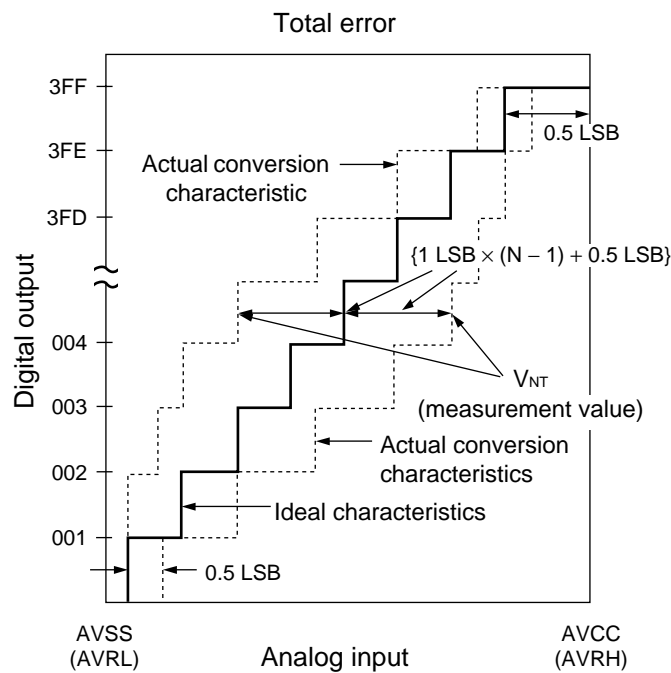 Total error
3FF
0.5 LSB
3FE
Actual conversion
characteristic
3FD
{1 LSB × (N – 1) + 0.5 LSB}
Digital output
004
VNT
(measurement value)
003
Actual conversion
characteristics
002
Ideal characteristics
001
0.5 LSB
AVSS
(AVRL)
Analog input
AVCC
(AVRH)